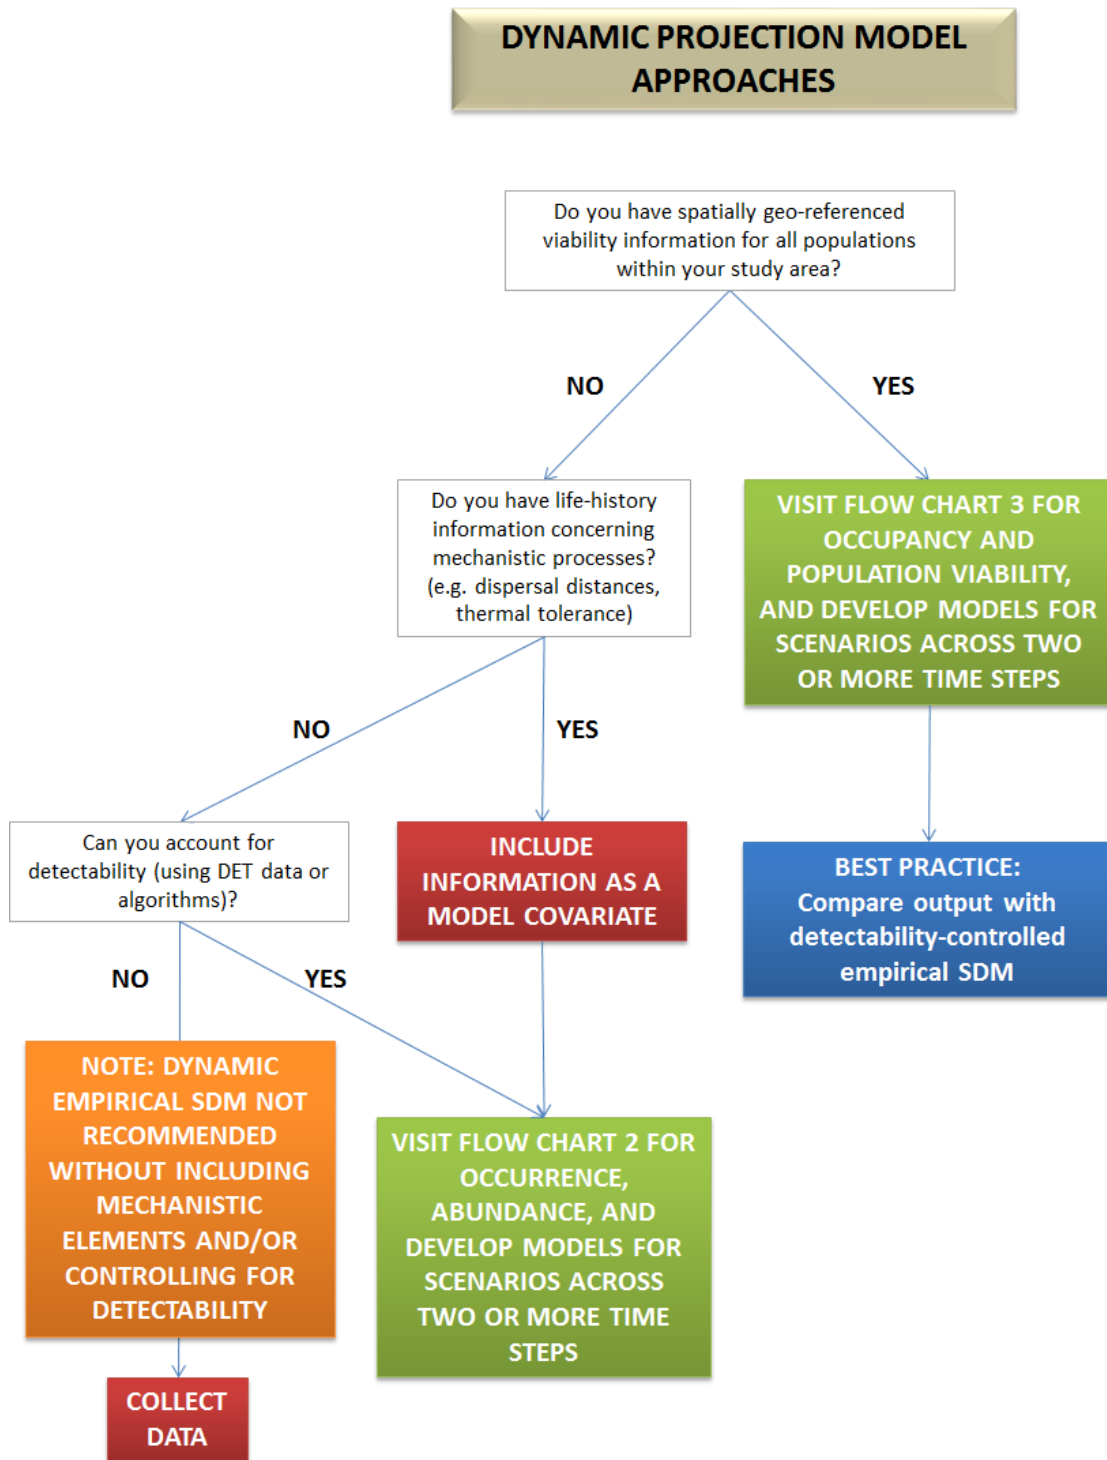 DYNAMIC PROJECTION MODEL
APPROACHES
Do you have spatially geo-referenced
viability information for all populations
within your study area?
NO
YES
Do you have life-history
information concerning
mechanistic processes?
(e.g. dispersal distances,
thermal tolerance)
VISIT FLOW CHART 3 FOR
OCCUPANCY AND
POPULATION VIABILITY,
AND DEVELOP MODELS FOR
SCENARIOS ACROSS TWO
OR MORE TIME STEPS
NO
YES
Can you account for
detectability (using DET data or
algorithms)?
INCLUDE
INFORMATION AS A
MODEL COVARIATE
BEST PRACTICE:
Compare output with
detectability-controlled
empirical SDM
NO
YES
NOTE: DYNAMIC
EMPIRICAL SDM NOT
RECOMMENDED
WITHOUT INCLUDING
MECHANISTIC
ELEMENTS AND/OR
CONTROLLING FOR
DETECTABILITY
VISIT FLOW CHART 2 FOR
OCCURRENCE,
ABUNDANCE, AND
DEVELOP MODELS FOR
SCENARIOS ACROSS
TWO OR MORE TIME
STEPS
COLLECT
DATA